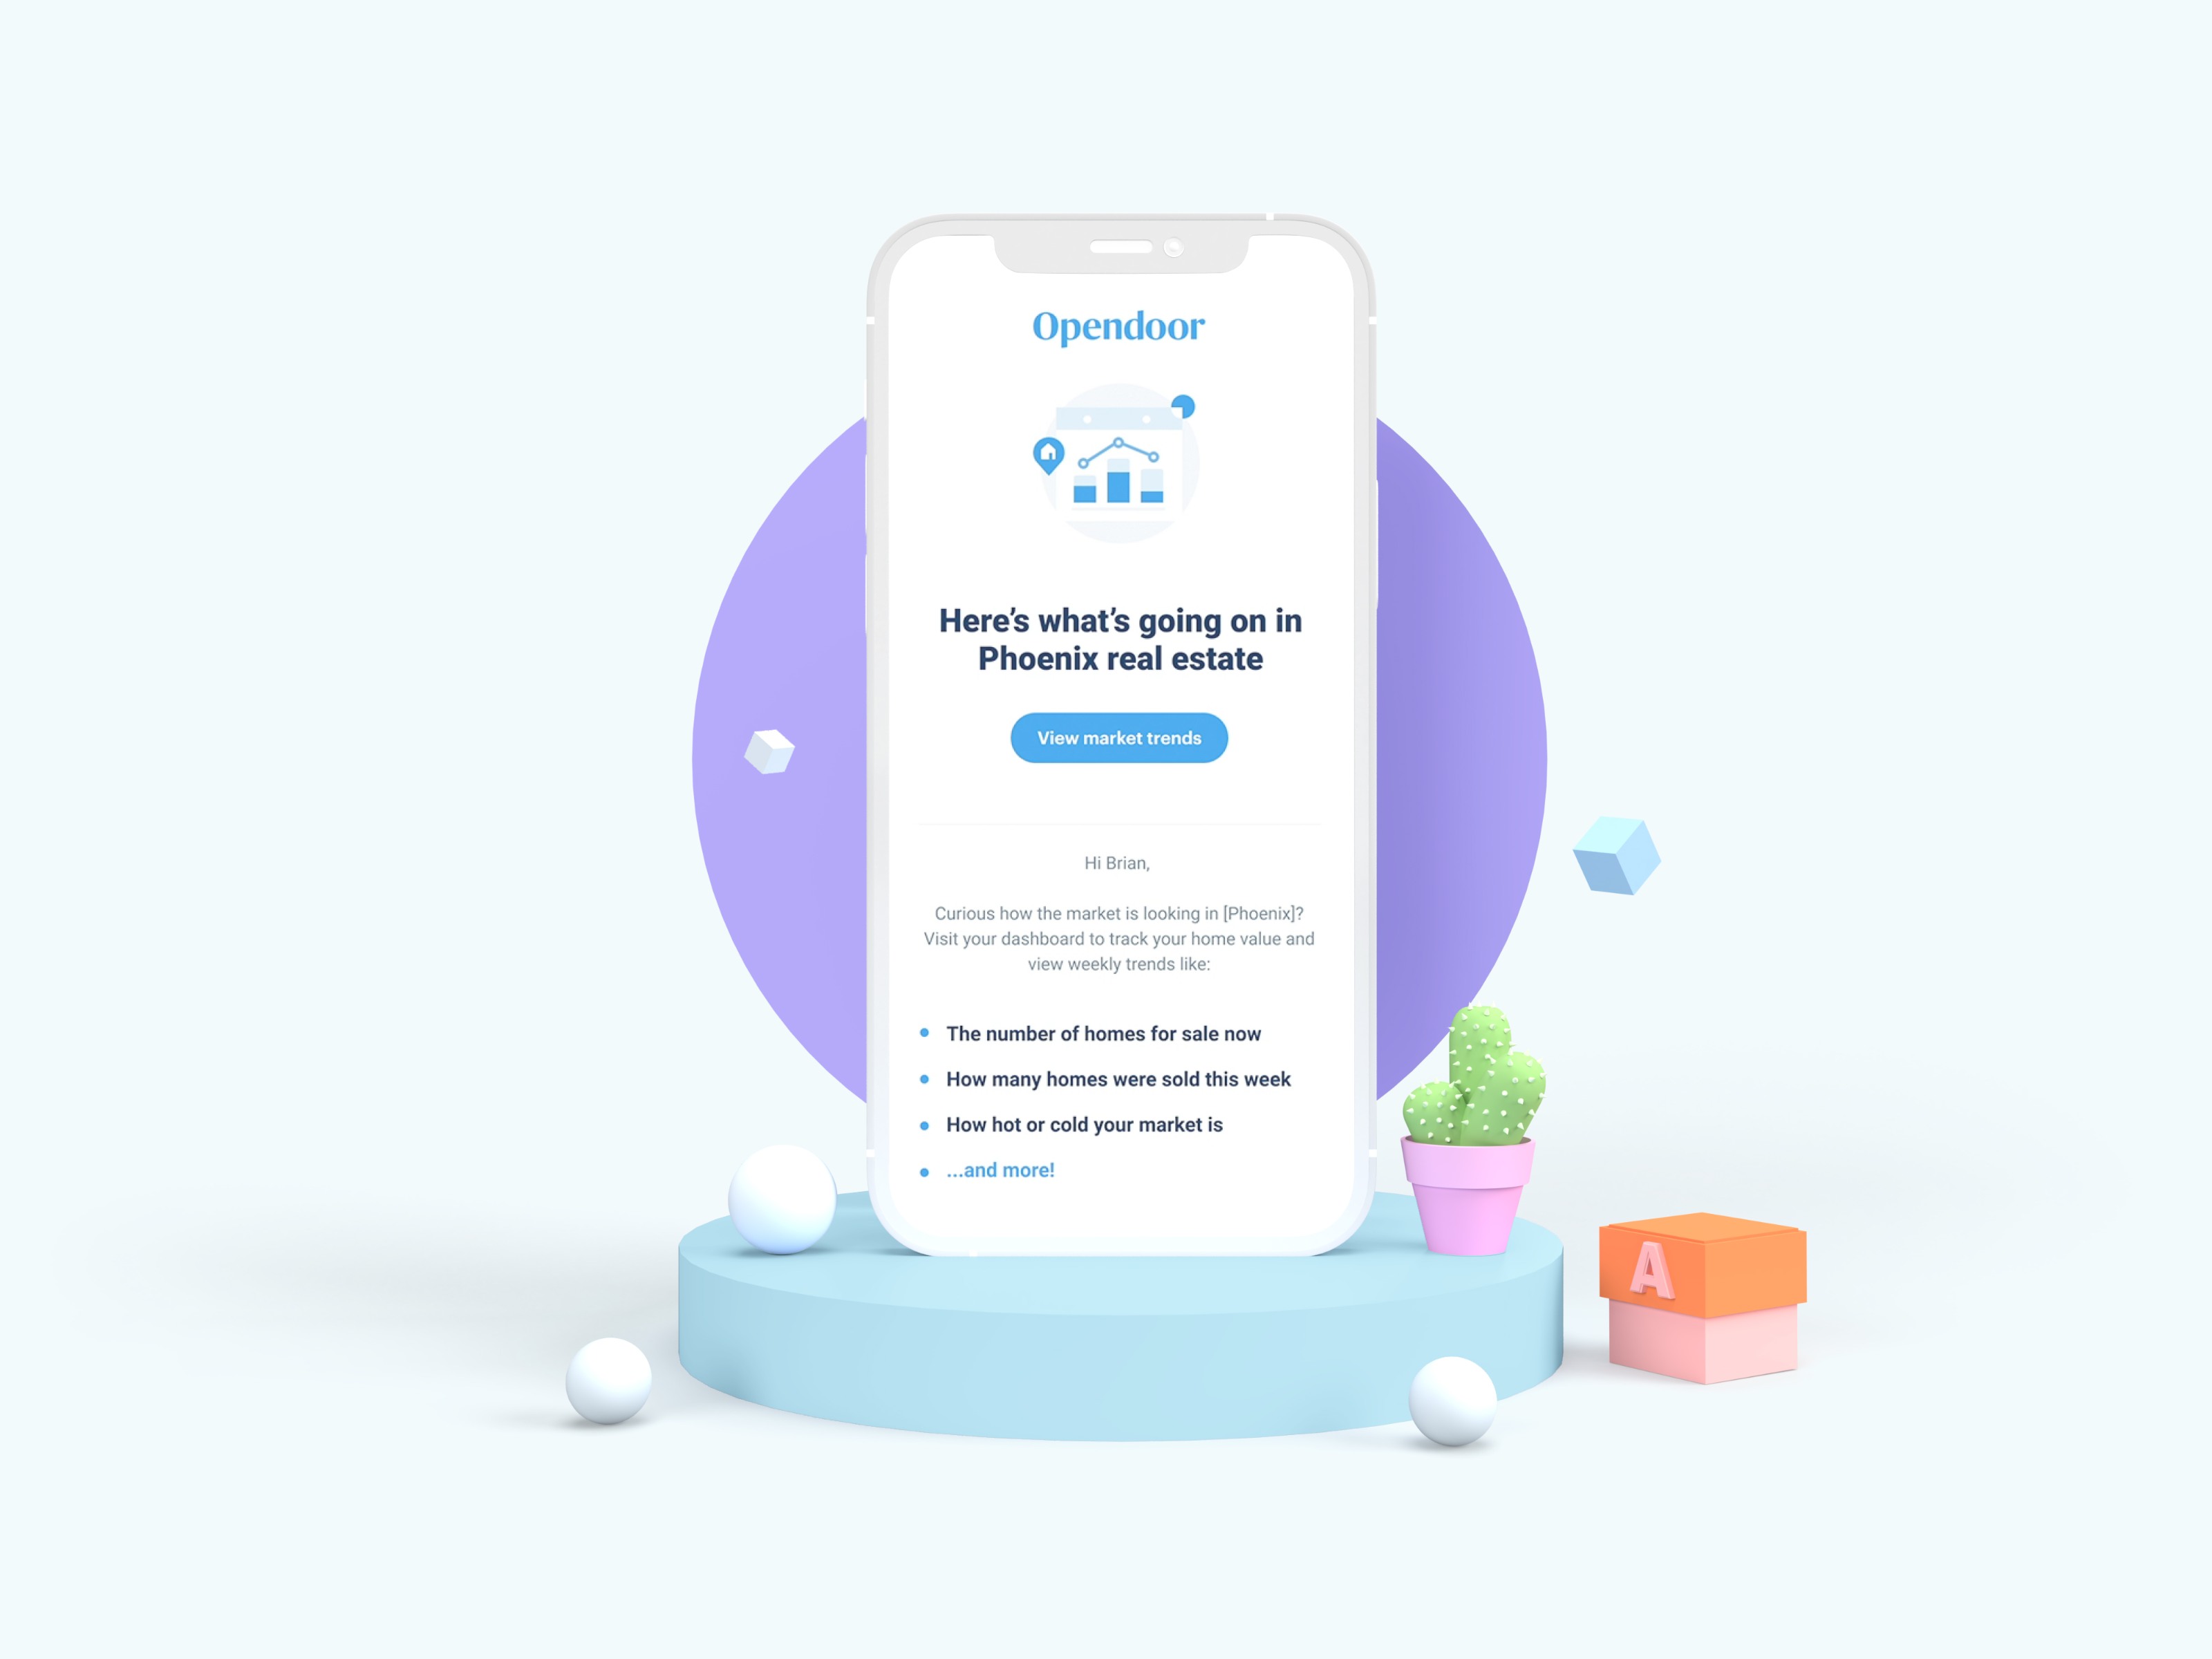 Opendoor
Here’s what’s going on in
Phoenix real estate
View market trends
Hi Brian,
Curious how the market is looking in [Phoenix]?
Visit your dashboard to track your home value and
view weekly trends like:
The number of homes for sale now
How many homes were sold this week
How hot or cold your market is
...and more!
A